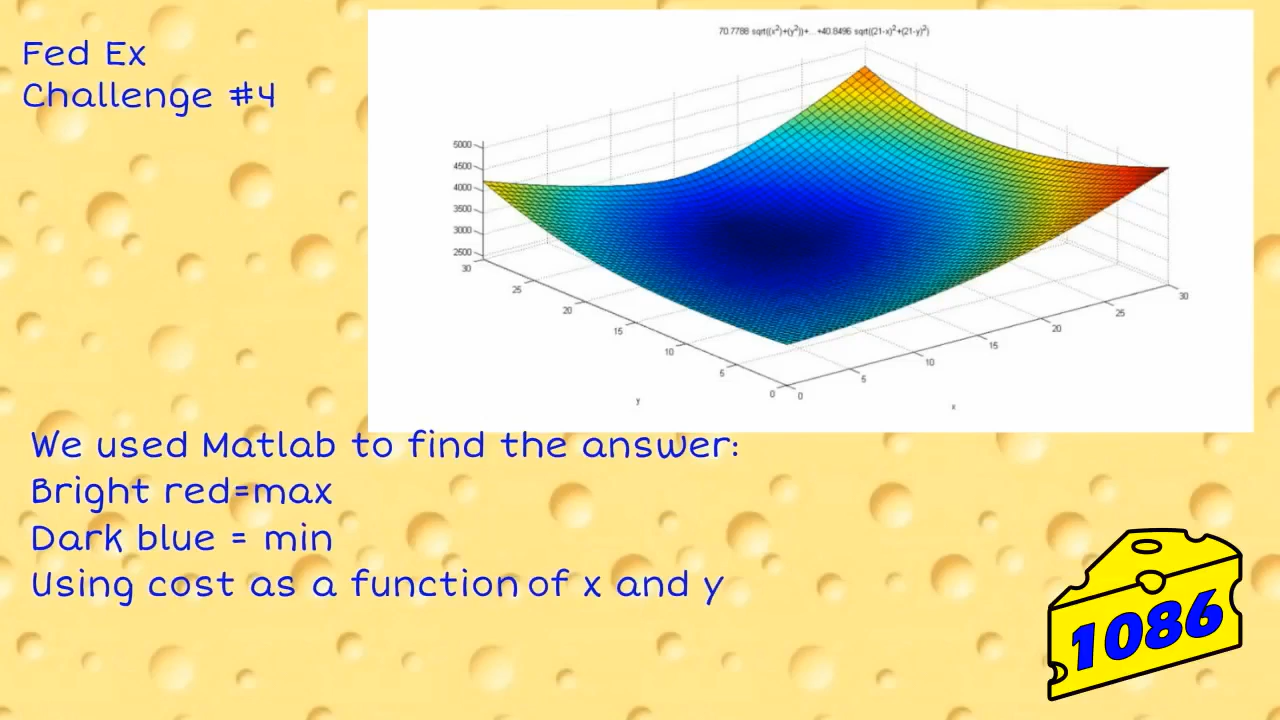 Fed Ex
Challenge #4
70.7788 sqrt((x²)+(y²))+...+40.8496 sqrt((21-x)²+(21-y)²)
5000
4500
4000
3500
3000
2500
30
25
20
15
10
5
0
0
5
10
15
20
25
30
y
x
We used Matlab to find the answer:
Bright red=max
Dark blue = min
Using cost as a function of x and y
1086